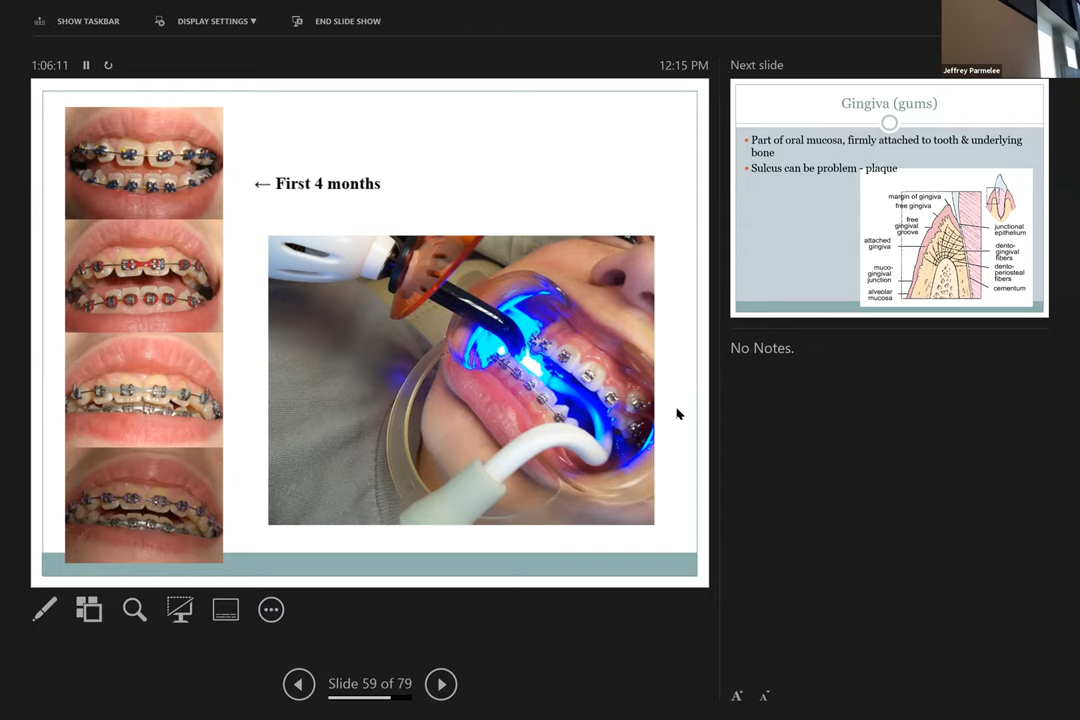 SHOW TASKBAR
DISPLAY SETTINGS ▼
END SLIDE SHOW
Jeffrey Parmelee
1:06:11
12:15 PM
← First 4 months
Next slide
Gingiva (gums)
• Part of oral mucosa, firmly attached to tooth & underlying
bone
• Sulcus can be problem - plaque
margin of gingiva
free gingiva
free
gingival
groove
attached
gingiva
muco-
gingival
junction
alveolar
mucosa
junctional
epithelium
dento-
gingival
fibers
dento-
periosteal
fibers
cementum
No Notes.
Slide 59 of 79
A
A